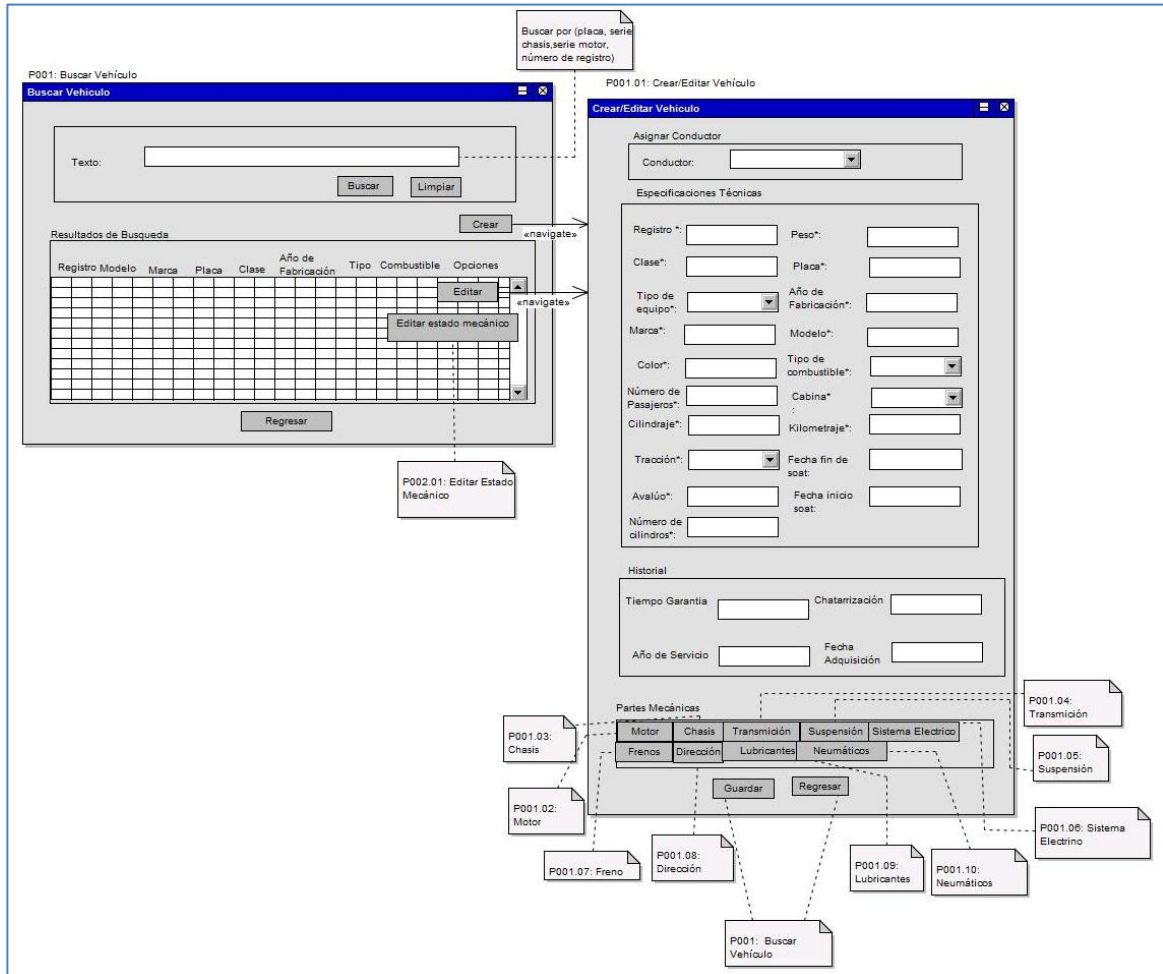 Buscar por (placa, serie
chasis,serie motor,
número de registro)
P001: Buscar Vehículo
Buscar Vehiculo
Texto:
Buscar
Limpiar
Crear
«navigate»
Resultados de Busqueda
Registro Modelo Marca Placa Clase Año de Fabricación Tipo Combustible Opciones
Editar
«navigate»
Editar estado mecánico
Regresar
P002.01: Editar Estado
Mecánico
P001.01: Crear/Editar Vehículo
Crear/Editar Vehiculo
Asignar Conductor
Conductor:
Especificaciones Técnicas
Registro *:
Peso*:
Clase*:
Placa*:
Tipo de
equipo*:
Año de
Fabricación*:
Marca*:
Modelo*:
Color*:
Tipo de
combustible*:
Número de
Pasajeros*:
Cabina*
:
Cilindraje*:
Kilometraje*:
Tracción*:
Fecha fin de
soat:
Avalúo*:
Fecha inicio
soat:
Número de
cilindros*:
Historial
Tiempo Garantia
Chatarrización
Año de Servicio
Fecha
Adquisición
Partes Mecánicas
Motor Chasis Transmición Suspensión Sistema Electrico
Frenos Dirección Lubricantes Neumáticos
Guardar
Regresar
P001.04:
Transmición
P001.03:
Chasis
P001.05:
Suspensión
P001.02:
Motor
P001.06: Sistema
Electrino
P001.07: Freno
P001.08:
Dirección
P001.09:
Lubricantes
P001.10:
Neumáticos
P001: Buscar
Vehículo